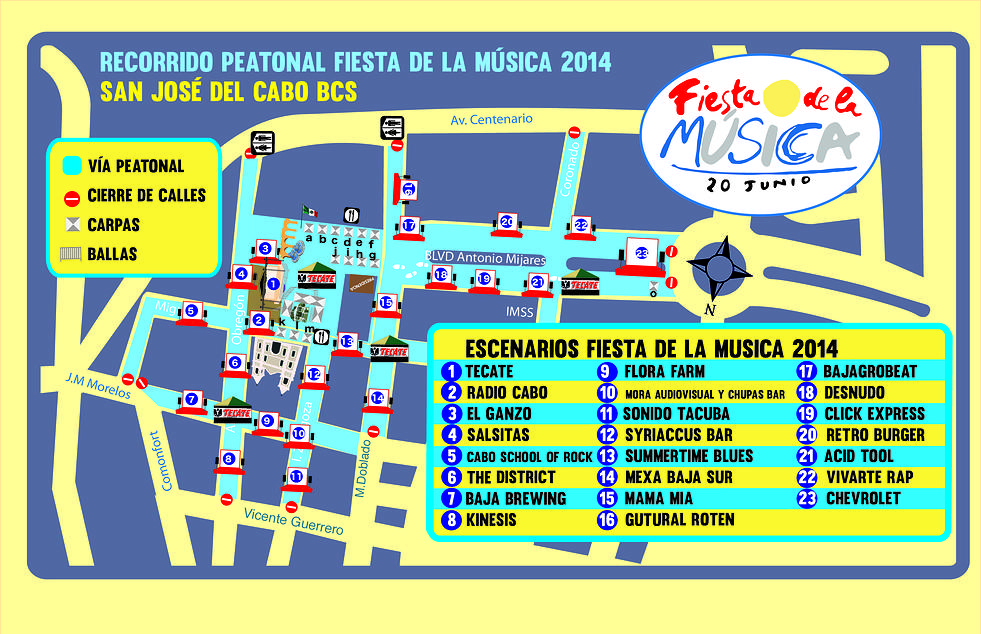 RECORRIDO PEATONAL FIESTA DE LA MÚSICA 2014
SAN JOSÉ DEL CABO BCS
Fiesta de la
MÚSICA
20 JUNIO
VÍA PEATONAL
CIERRE DE CALLES
CARPAS
BALLAS
Av. Centenario
Coronado
16
17
20
22
23
3
a b c d e f
j i h g
BLVD Antonio Mijares
4
1
TECATE
18
19
21
TECATE
o
N
Mig
5
Obregón
2
k l m
15
IMSS
13
TECATE
6
12
J.M Morelos
7
TECATE
9
10
14
Comonfort
8
11
M.Doblado
Vicente Guerrero
ESCENARIOS FIESTA DE LA MUSICA 2014
1 TECATE
2 RADIO CABO
3 EL GANZO
4 SALSITAS
5 CABO SCHOOL OF ROCK
6 THE DISTRICT
7 BAJA BREWING
8 KINESIS
9 FLORA FARM
10 MORA AUDIOVISUAL Y CHUPAS BAR
11 SONIDO TACUBA
12 SYRIACCUS BAR
13 SUMMERTIME BLUES
14 MEXA BAJA SUR
15 MAMA MIA
16 GUTURAL ROTEN
17 BAJAGROBEAT
18 DESNUDO
19 CLICK EXPRESS
20 RETRO BURGER
21 ACID TOOL
22 VIVARTE RAP
23 CHEVROLET